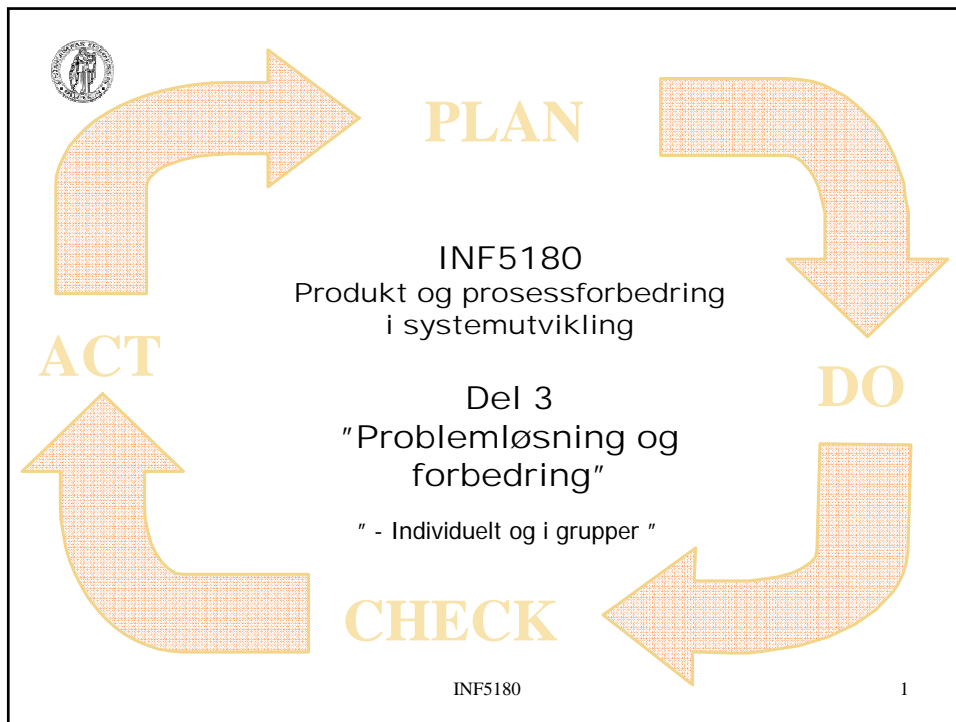 PLAN
INF5180
Produkt og prosessforbedring
i systemutvikling
ACT
DO
Del 3
"Problemløsning og
forbedring"
" - Individuelt og i grupper "
CHECK
INF5180
1